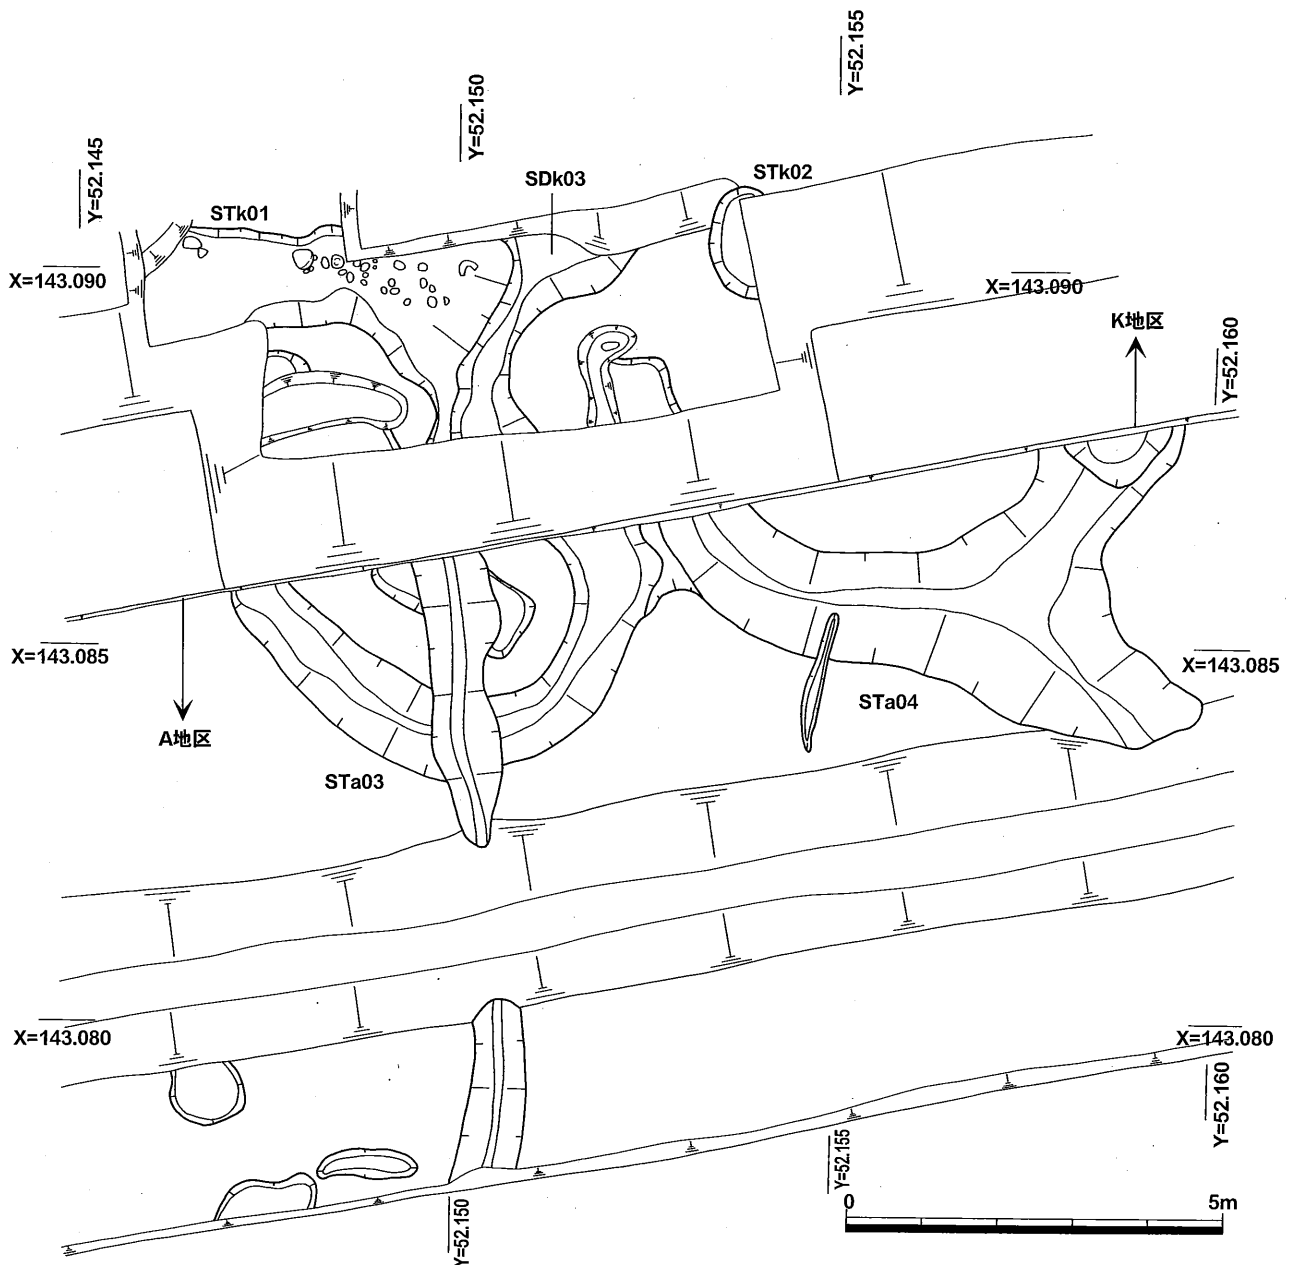 Y=52.155
Y=52.150
Y=52.145
SDk03
STk02
STk01
X=143.090
X=143.090
K地区
Y=52.160
X=143.085
X=143.085
STa04
A地区
STa03
X=143.080
X=143.080
Y=52.160
Y=52.155
Y=52.150
0 5m